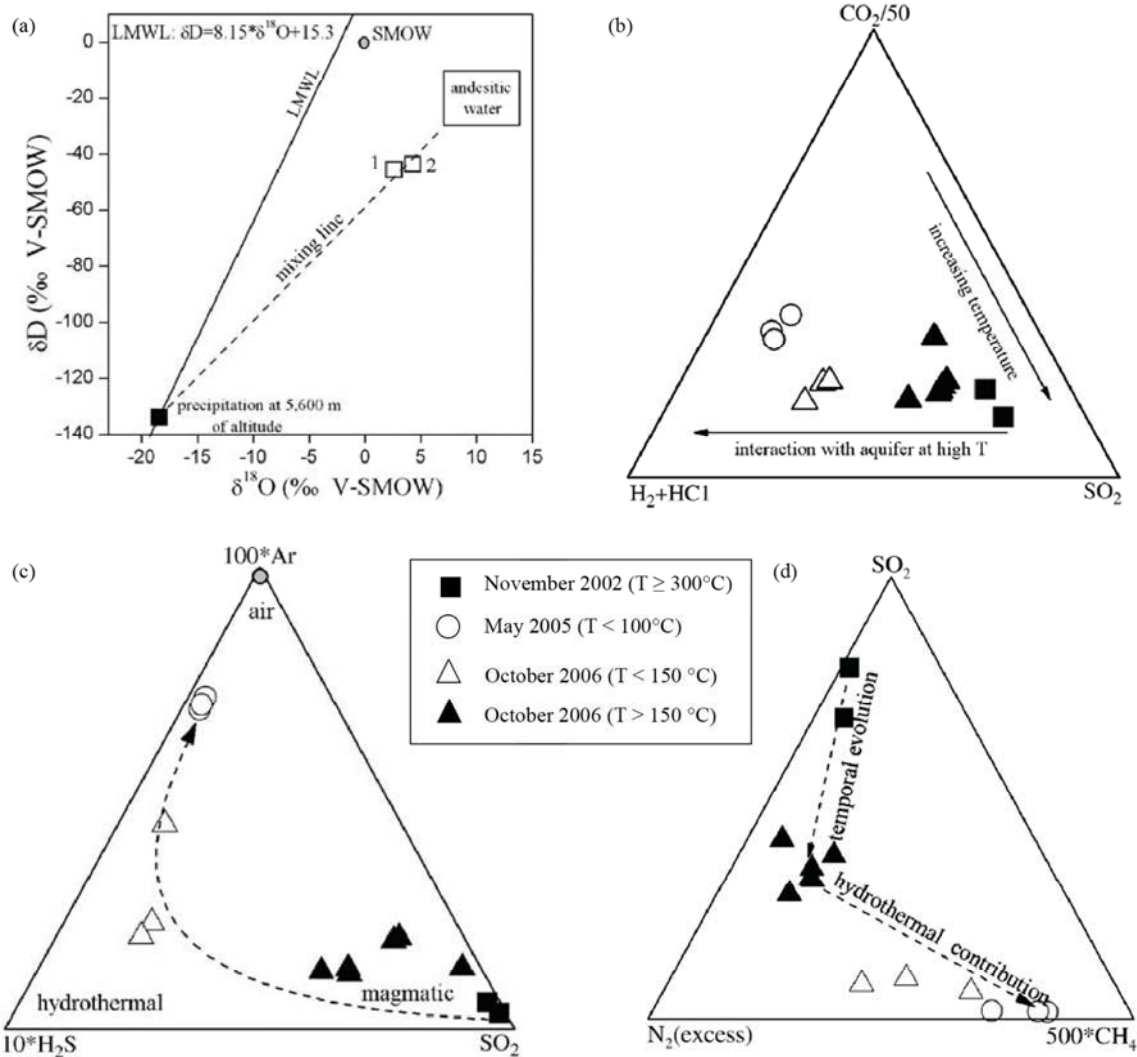 (a)
LMWL: δD=8.15*δ¹⁸O+15.3
SMOW
LMWL
andesitic
water
1
2
mixing line
precipitation at 5,600 m
of altitude
0
-20
-40
-60
-80
-100
-120
-140
δD (‰ V-SMOW)
-20 -15 -10 -5 0 5 10 15
δ¹⁸O (‰ V-SMOW)
(b)
CO₂/50
increasing temperature
interaction with aquifer at high T
H₂+HCl
SO₂
(c)
100*Ar
air
hydrothermal
magmatic
10*H₂S
SO₂
November 2002 (T ≥ 300°C)
May 2005 (T < 100°C)
October 2006 (T < 150 °C)
October 2006 (T > 150 °C)
(d)
SO₂
temporal evolution
hydrothermal contribution
N₂(excess)
500*CH₄